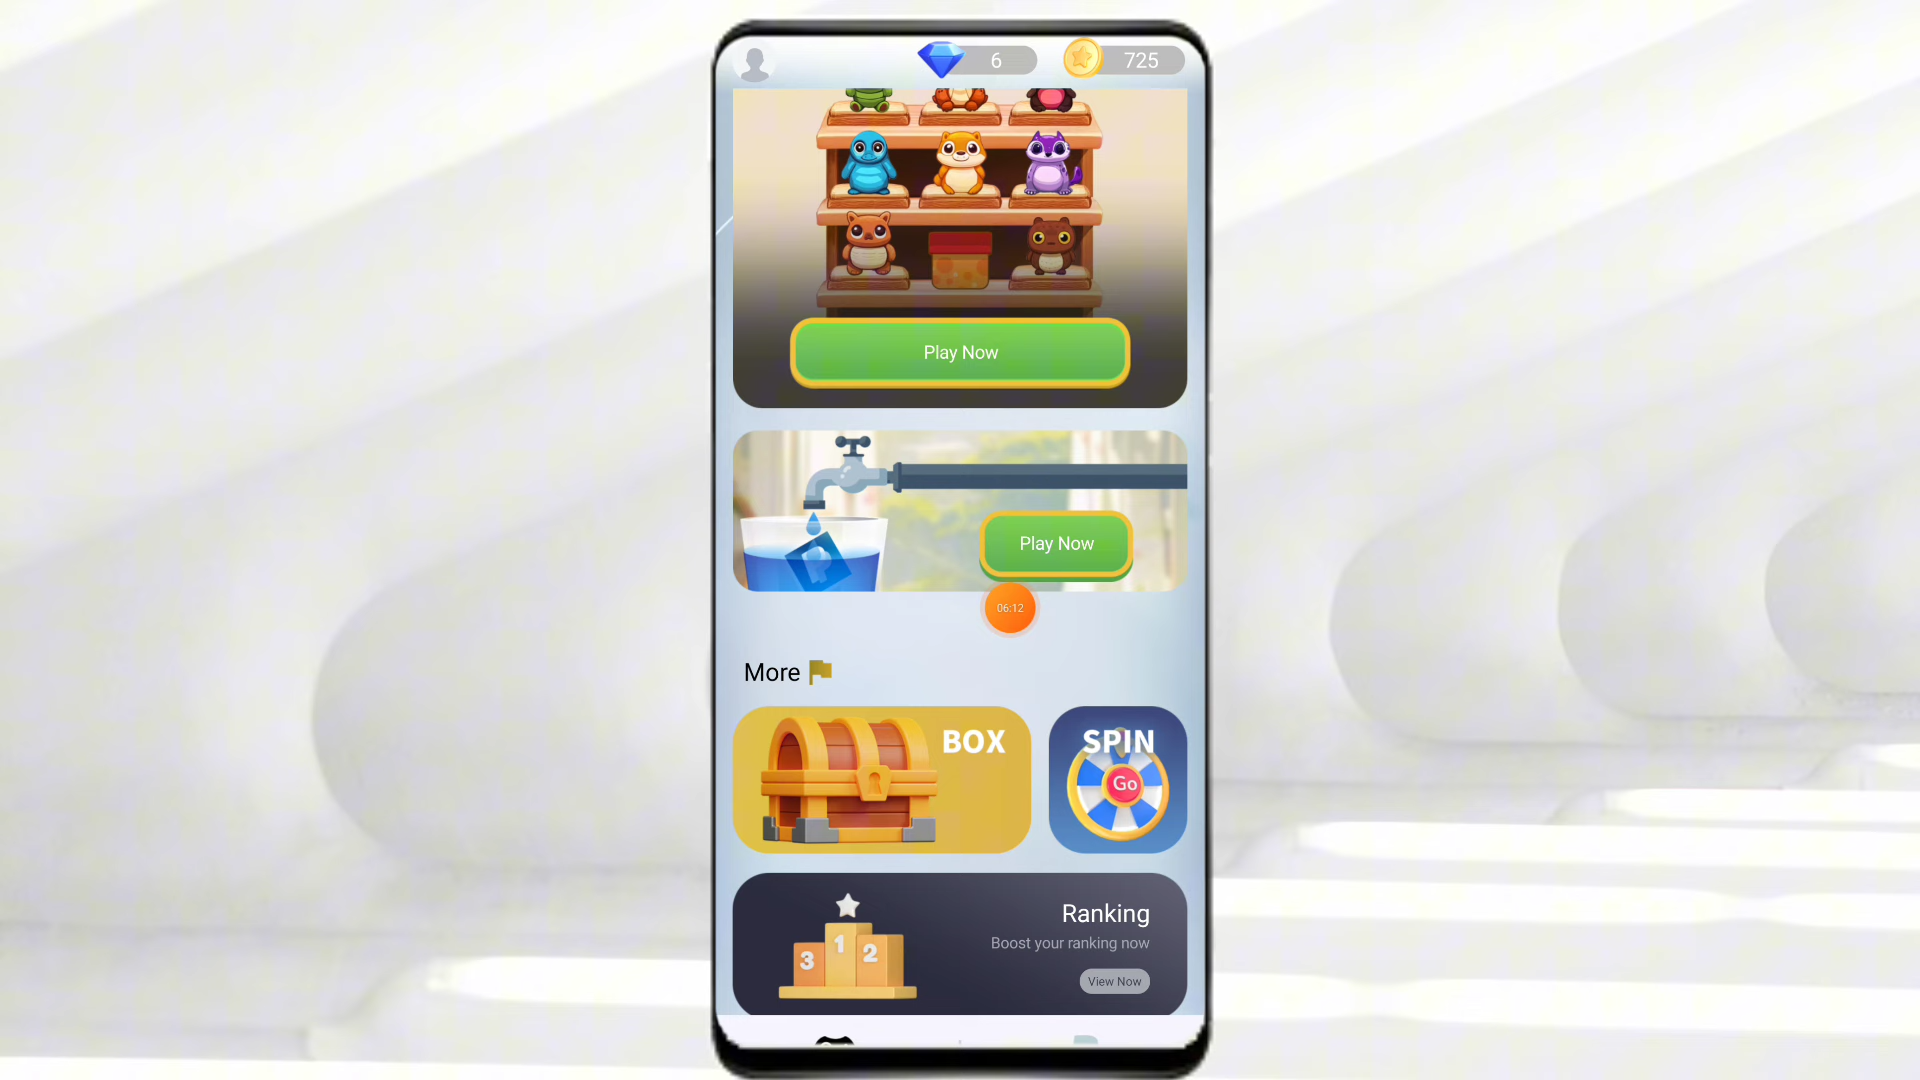 6
725
Play Now
Play Now
06:12
More
BOX
SPIN
Go
Ranking
Boost your ranking now
View Now
1
2
3
P